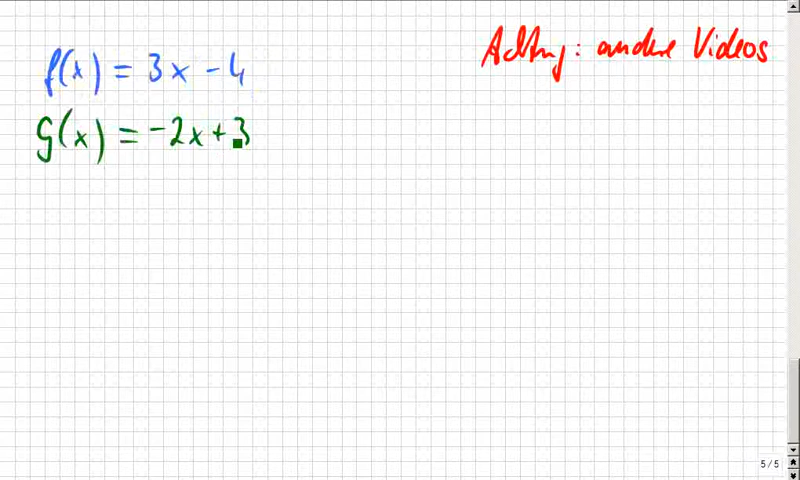 Achtung: andere Videos
f(x) = 3x - 4
g(x) = -2x + 3
5/5